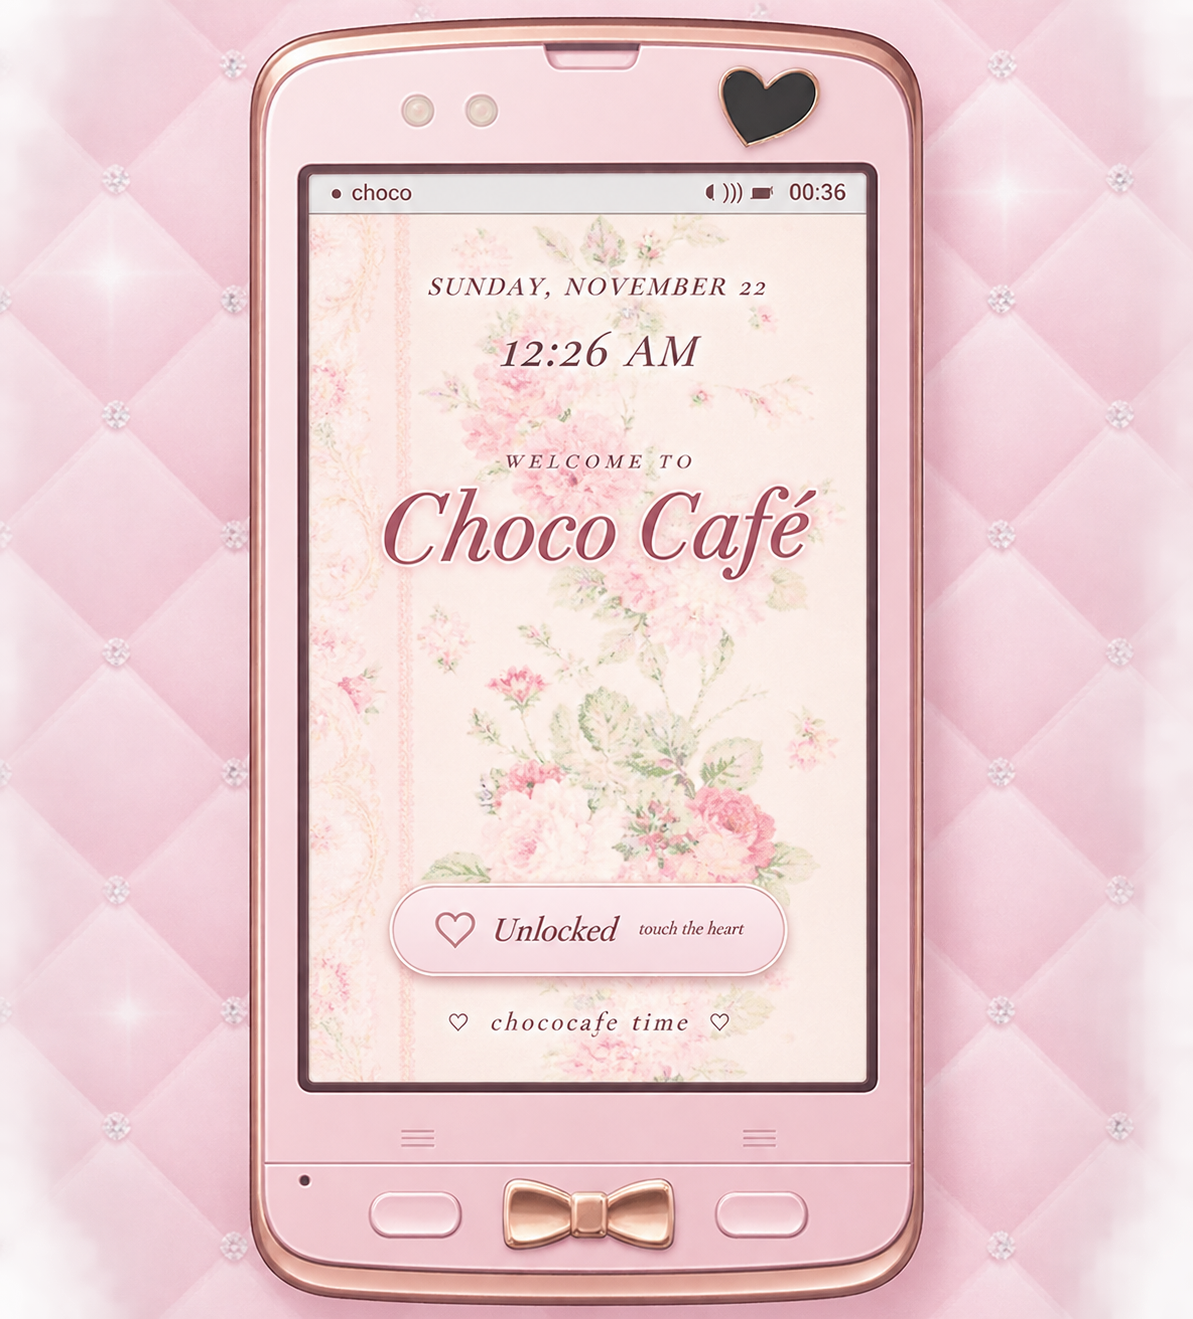 choco 00:36
SUNDAY, NOVEMBER 22
12:26 AM
WELCOME TO
Choco Café
Unlocked touch the heart
chococafe time